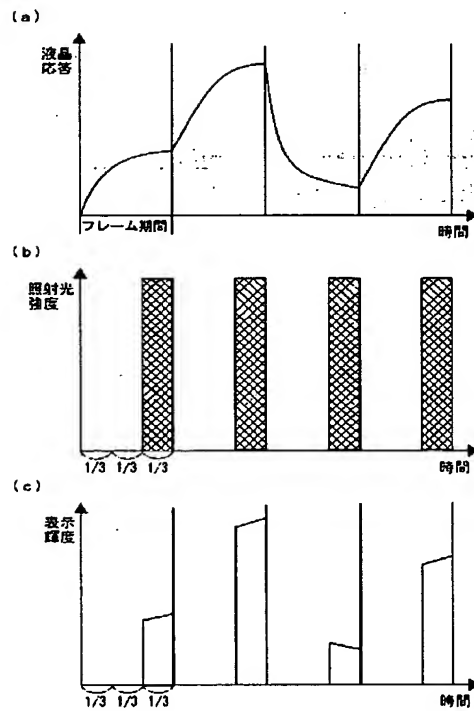 (a)
液晶
応答
フレーム期間
時間
(b)
照射光
強度
1/3 1/3 1/3
時間
(c)
表示
輝度
1/3 1/3 1/3
時間